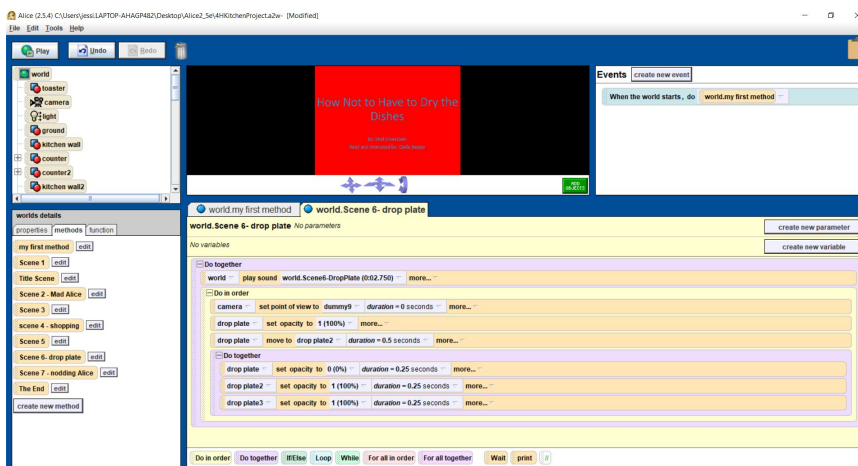 Alice (2.5.4) C:\Users\jessi.LAPTOP-AHAGP482\Desktop\Alice2_5e\4HKitchenProject.a2w- [Modified]
File Edit Tools Help
Play Undo Redo
world
toaster
camera
light
ground
kitchen wall
counter
counter2
kitchen wall2
How Not to Have to Dry the
Dishes
By: Shel Silverstein
ADD
OBJECTS
Events create new event
When the world starts, do world.my first method
worlds details
properties methods function
my first method edit
Scene 1 edit
Title Scene edit
Scene 2 - Mad Alice edit
Scene 3 edit
scene 4 - shopping edit
Scene 5 edit
Scene 6- drop plate edit
Scene 7 - nodding Alice edit
The End edit
create new method
world.my first method world.Scene 6- drop plate
world.Scene 6- drop plate No parameters create new parameter
No variables create new variable
Do together
world play sound world.Scene6-DropPlate (0:02.750) more...
Do in order
camera set point of view to dummy9 duration = 0 seconds more...
drop plate set opacity to 1 (100%) more...
drop plate move to drop plate2 duration = 0.5 seconds more...
Do together
drop plate set opacity to 0 (0%) duration = 0.25 seconds more...
drop plate2 set opacity to 1 (100%) duration = 0.25 seconds more...
drop plate3 set opacity to 1 (100%) duration = 0.25 seconds more...
Do in order Do together If/Else Loop While For all in order For all together Wait print //